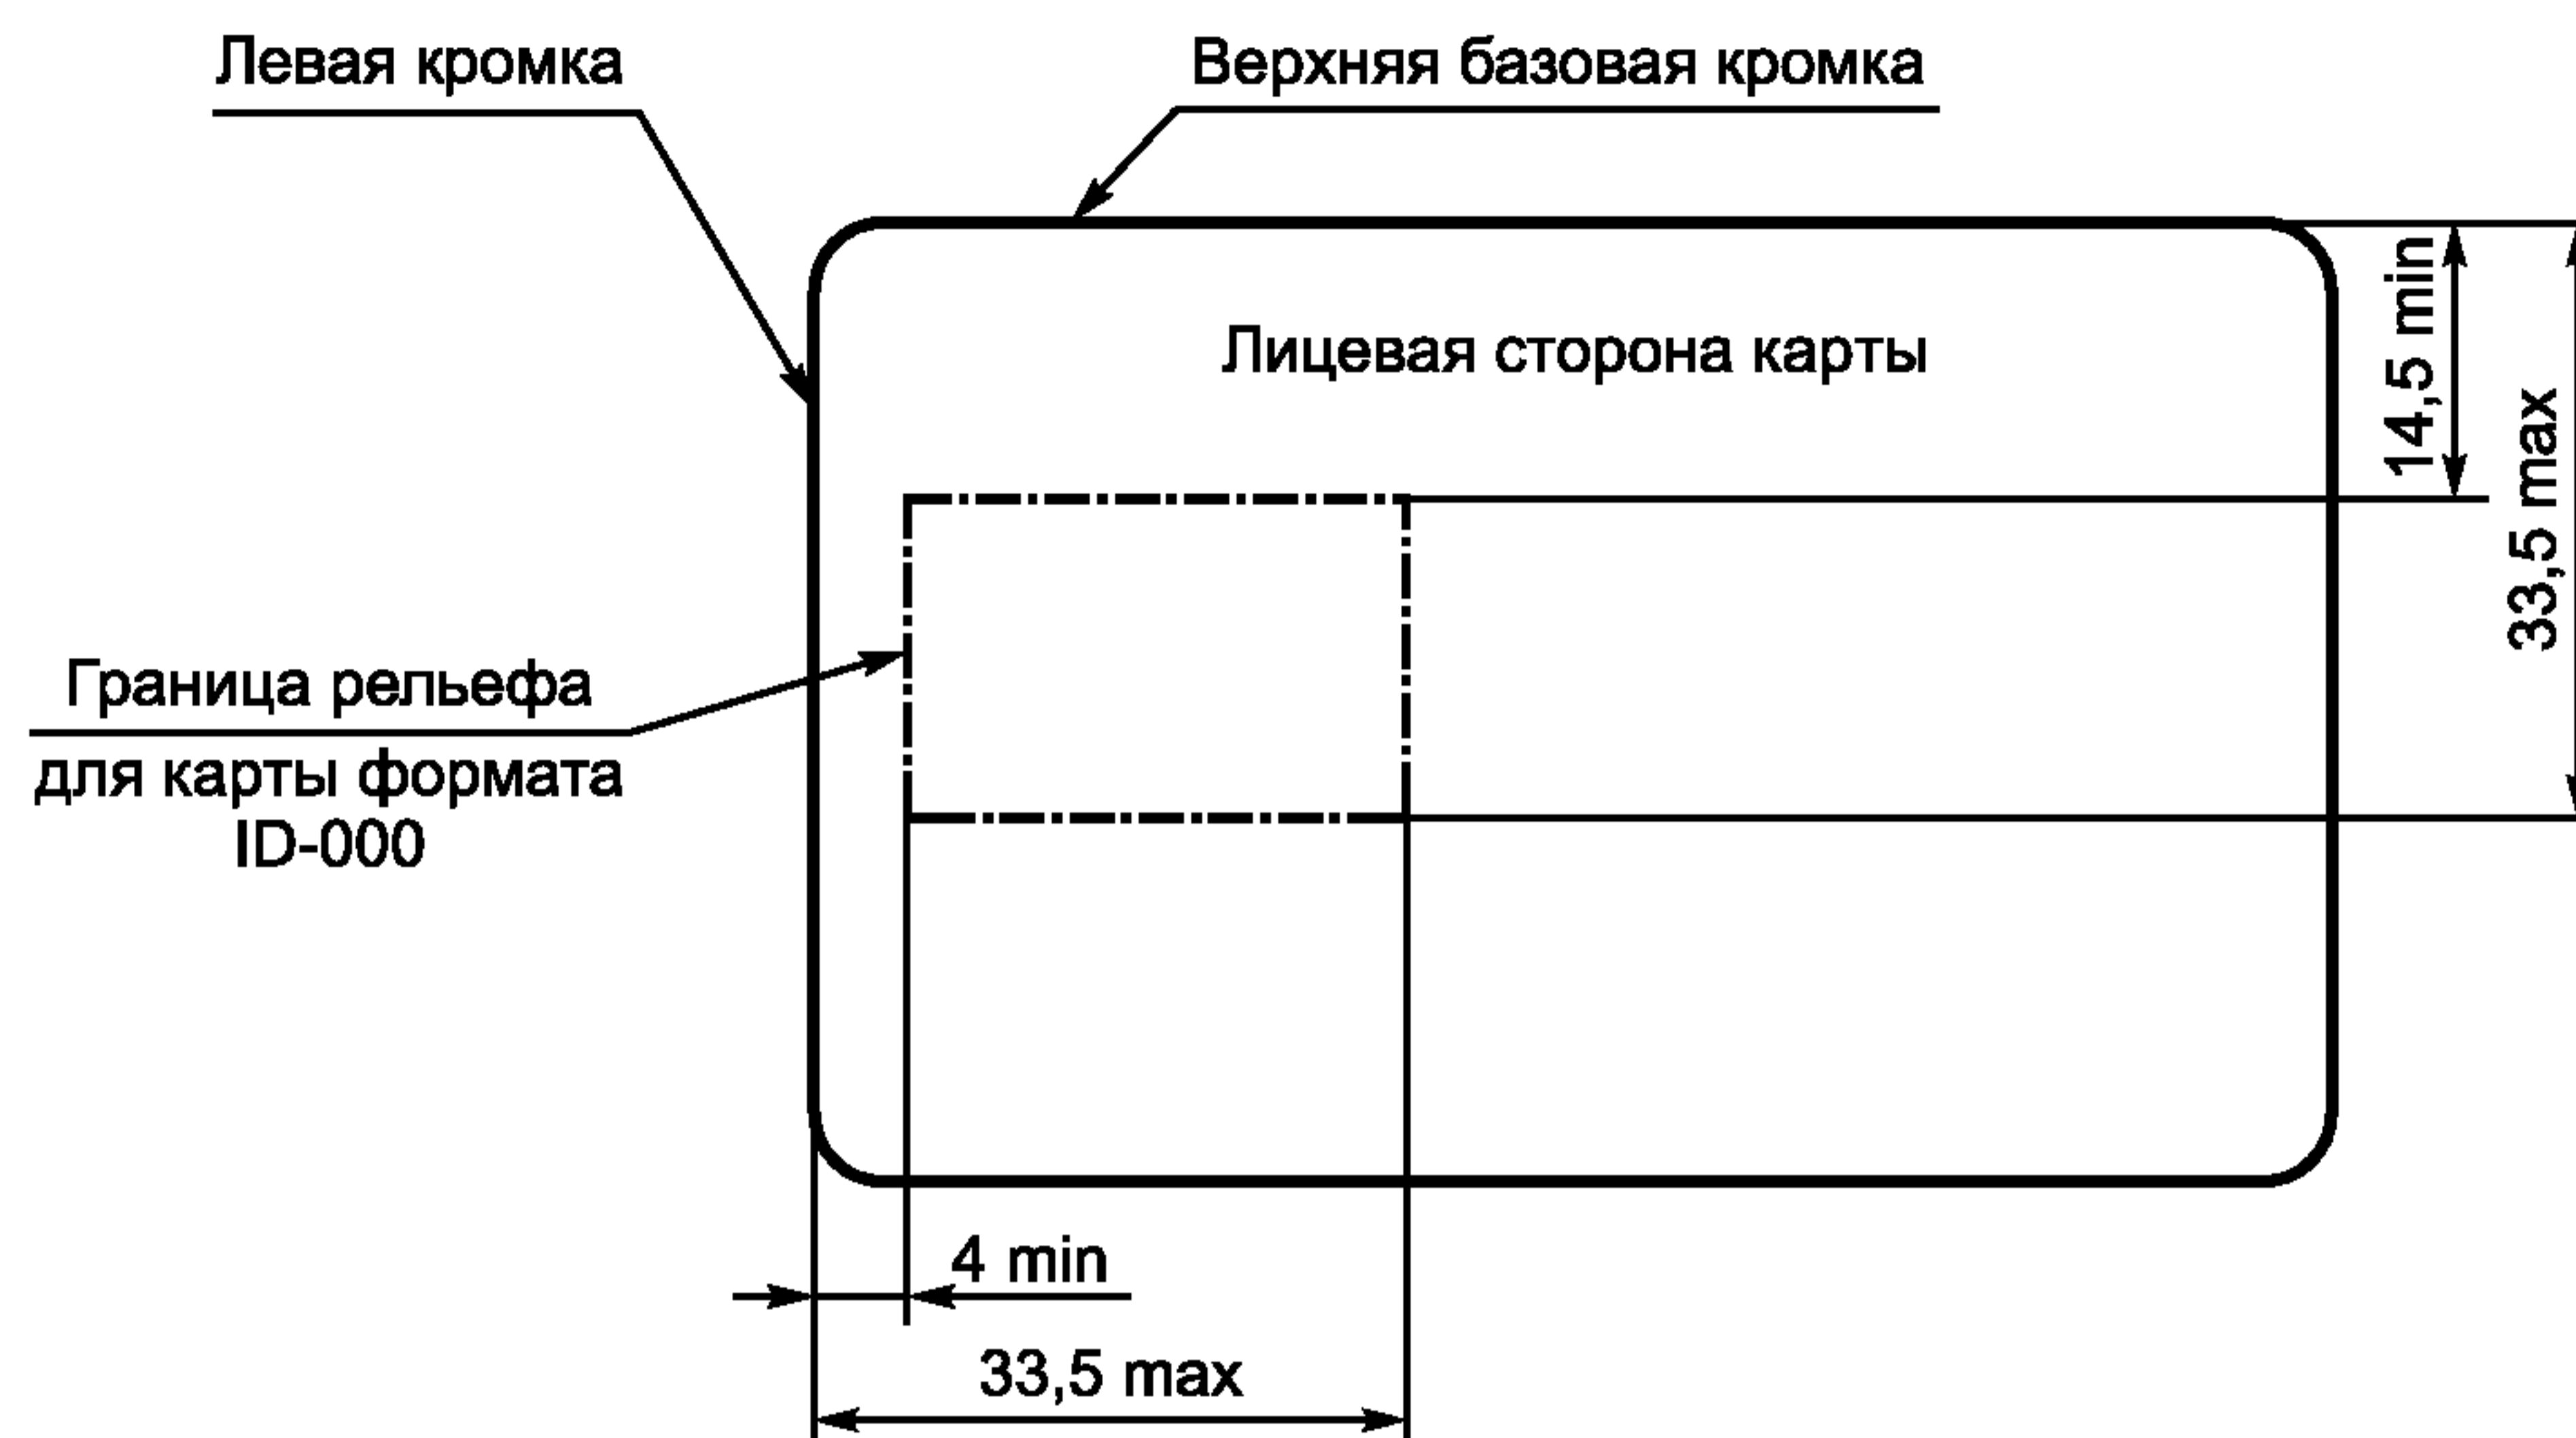 Левая кромка
Верхняя базовая кромка
Лицевая сторона карты
14,5 min
33,5 max
Граница рельефа
для карты формата
ID-000
4 min
33,5 max